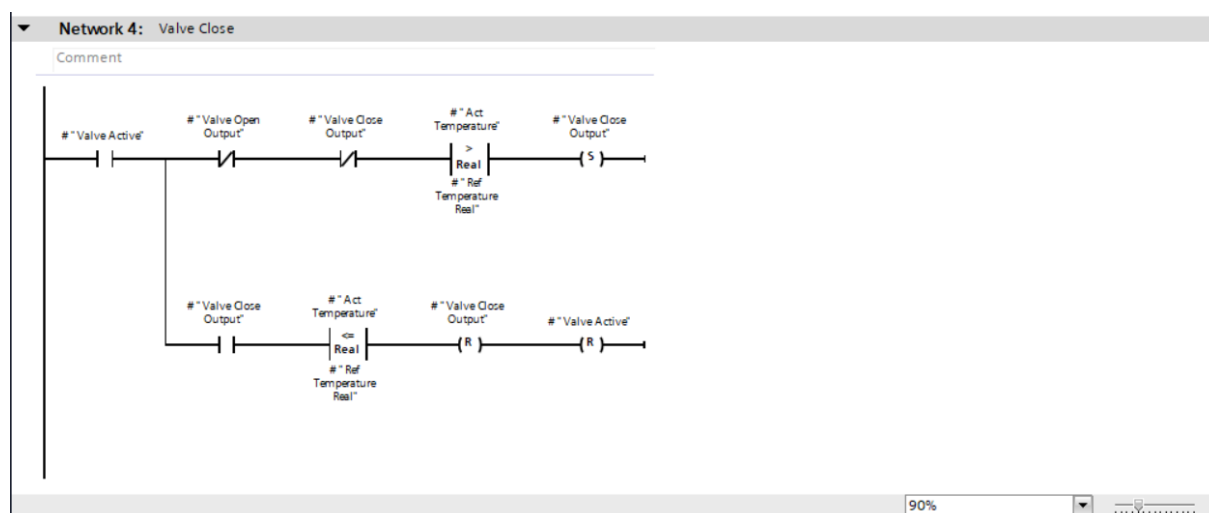 Network 4: Valve Close
Comment
#"Valve Active"
#"Valve Open
Output"
#"Valve Close
Output"
#"Act
Temperature"
>
Real
#"Ref
Temperature
Real"
#"Valve Close
Output"
S
#"Valve Close
Output"
#"Act
Temperature"
<=
Real
#"Ref
Temperature
Real"
#"Valve Close
Output"
R
#"Valve Active"
R
90%